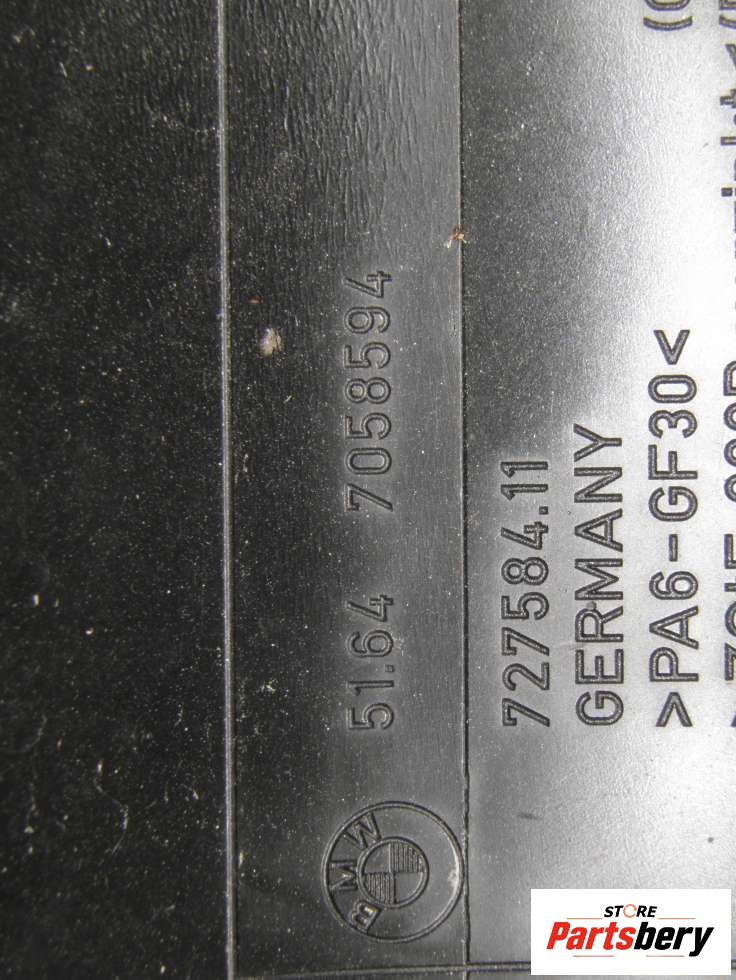 BMW
51.64 7058594
727584.11
GERMANY
>PA6-GF30<
STORE
Partsbery